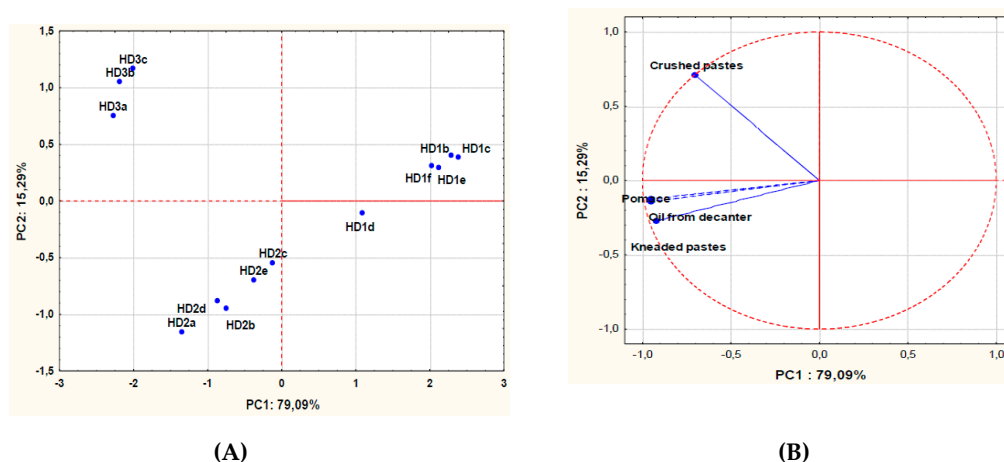 1,5
1,0
0,5
0,0
-0,5
-1,0
-1,5
PC2: 15,29%
HD3c
HD3b
HD3a
HD1b
HD1c
HD1f
HD1e
HD1d
HD2c
HD2e
HD2d
HD2a
HD2b
-3
-2
-1
0
1
2
3
PC1: 79,09%
(A)
1,0
0,5
0,0
-0,5
-1,0
PC2 : 15,29%
Crushed pastes
Pomace
Oil from decanter
Kneaded pastes
-1,0
-0,5
0,0
0,5
1,0
PC1 : 79,09%
(B)